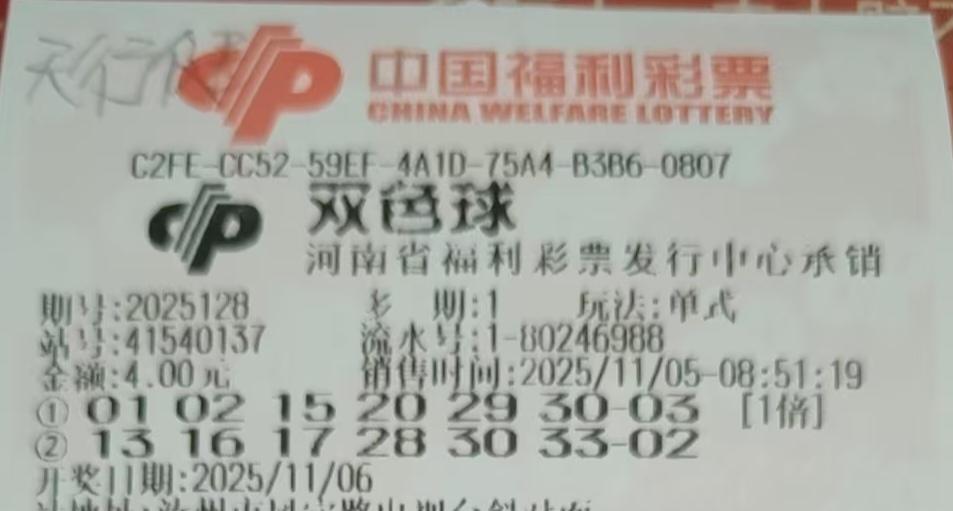 天行健
中国福利彩票
CHINA WELFARE LOTTERY
C2FE-CC52-59EF-4A1D-75A4-B3B6-0807
双色球
河南省福利彩票发行中心承销
期号:2025128 多 期:1 玩法:单式
站号:41540137 流水号:1-80246988
金额:4.00元 销售时间:2025/11/05-08:51:19
① 01 02 15 20 29 30-03 [1倍]
② 13 16 17 28 30 33-02
开奖日期:2025/11/06